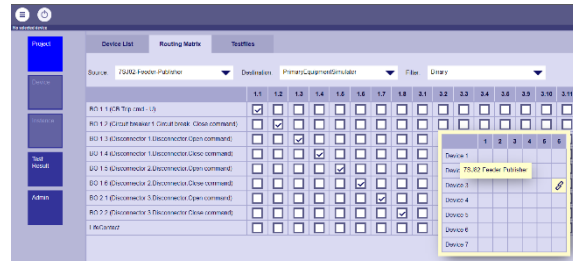 No selected device
Project
Device
Instance
Test
Result
Admin
Device List Routing Matrix Testfiles
Source 7SJ82-Feeder-Publisher Destination PrimaryEquipmentSimulator Filter Binary
1.1 1.2 1.3 1.4 1.5 1.6 1.7 1.8 2.1 3.2 3.3 3.4 3.8 3.9 3.10 3.11
BO 1.1 (CB Trip cmd - U)
BO 1.2 (Circuit breaker 1.Circuit break. Close command)
BO 1.3 (Disconnector 1.Disconnector.Open command)
BO 1.4 (Disconnector 1.Disconnector.Close command)
BO 1.5 (Disconnector 2.Disconnector.Open command)
BO 1.6 (Disconnector 2.Disconnector.Close command)
BO 2.1 (Disconnector 3.Disconnector.Open command)
BO 2.2 (Disconnector 3.Disconnector.Close command)
LifeContact
1 2 3 4 5 6
Device 1
7SJ82 Feeder Publisher
Device 3
Device 4
Device 5
Device 6
Device 7